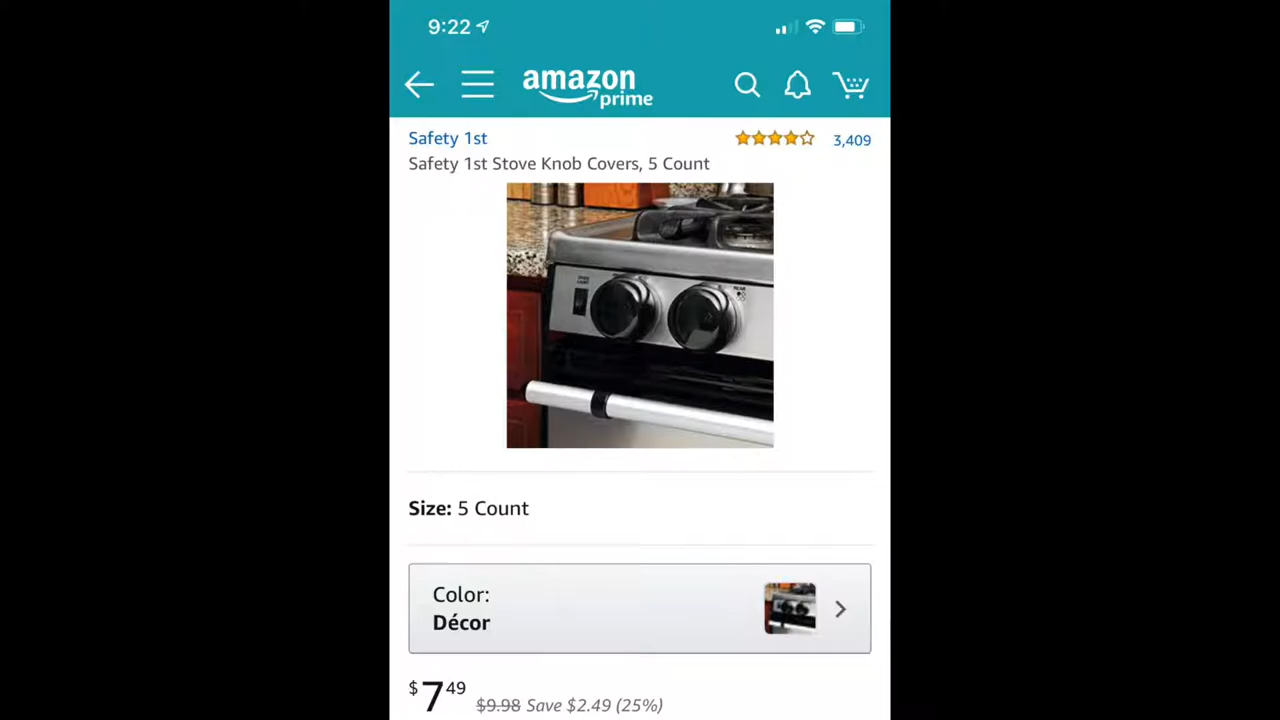 9:22
amazon
prime
Safety 1st 3,409
Safety 1st Stove Knob Covers, 5 Count
Size: 5 Count
Color:
Décor
$7 49 $9.98 Save $2.49 (25%)